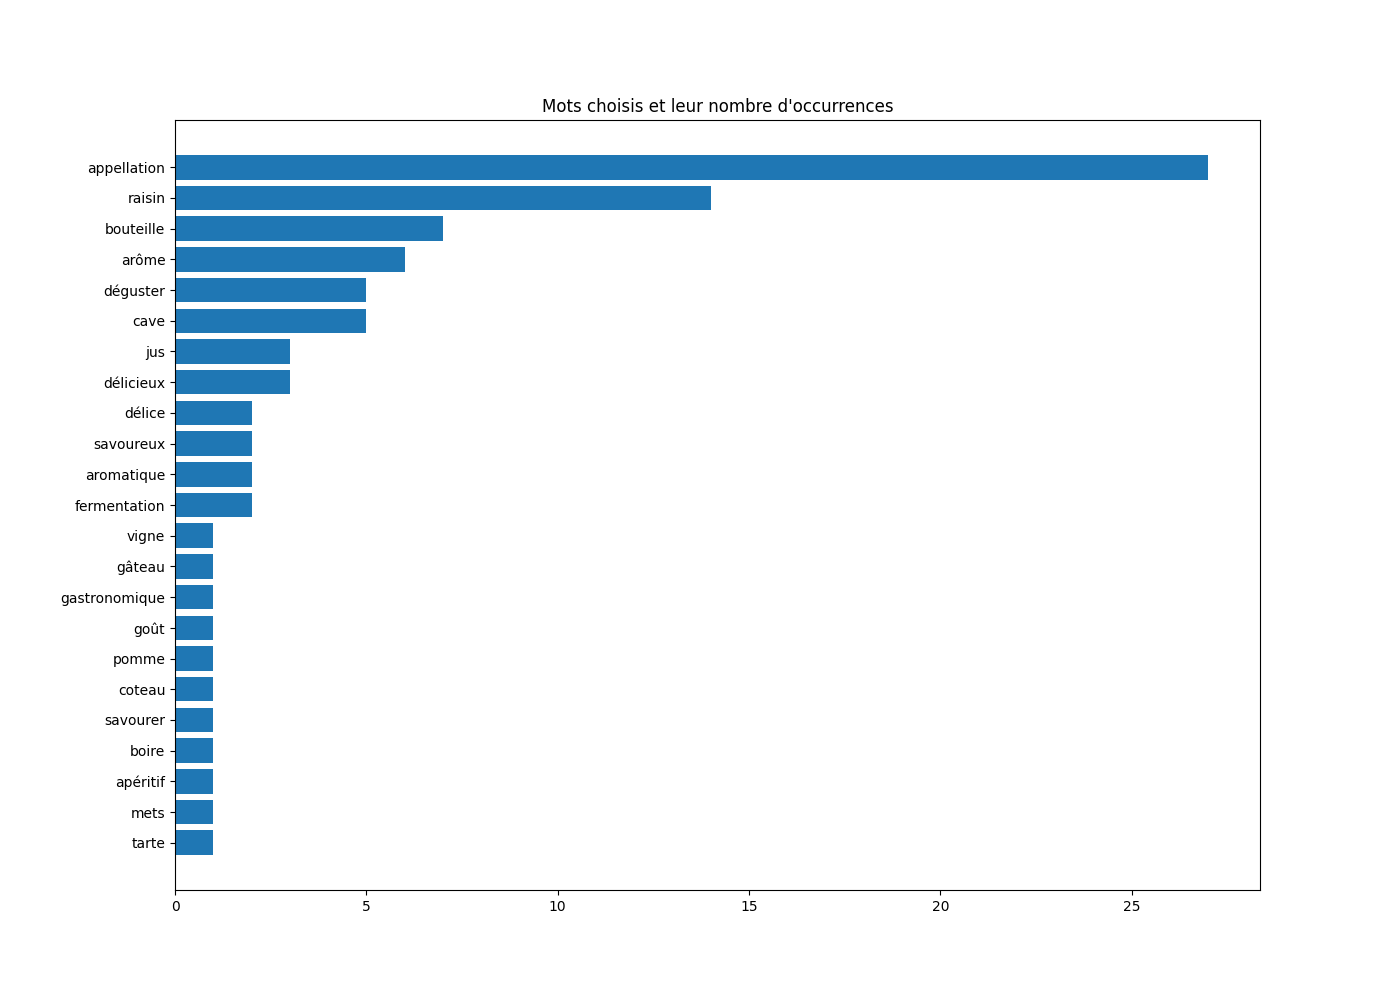 Mots choisis et leur nombre d'occurrences
appellation
raisin
bouteille
arôme
déguster
cave
jus
délicieux
délice
savoureux
aromatique
fermentation
vigne
gâteau
gastronomique
goût
pomme
coteau
savourer
boire
apéritif
mets
tarte
0 5 10 15 20 25